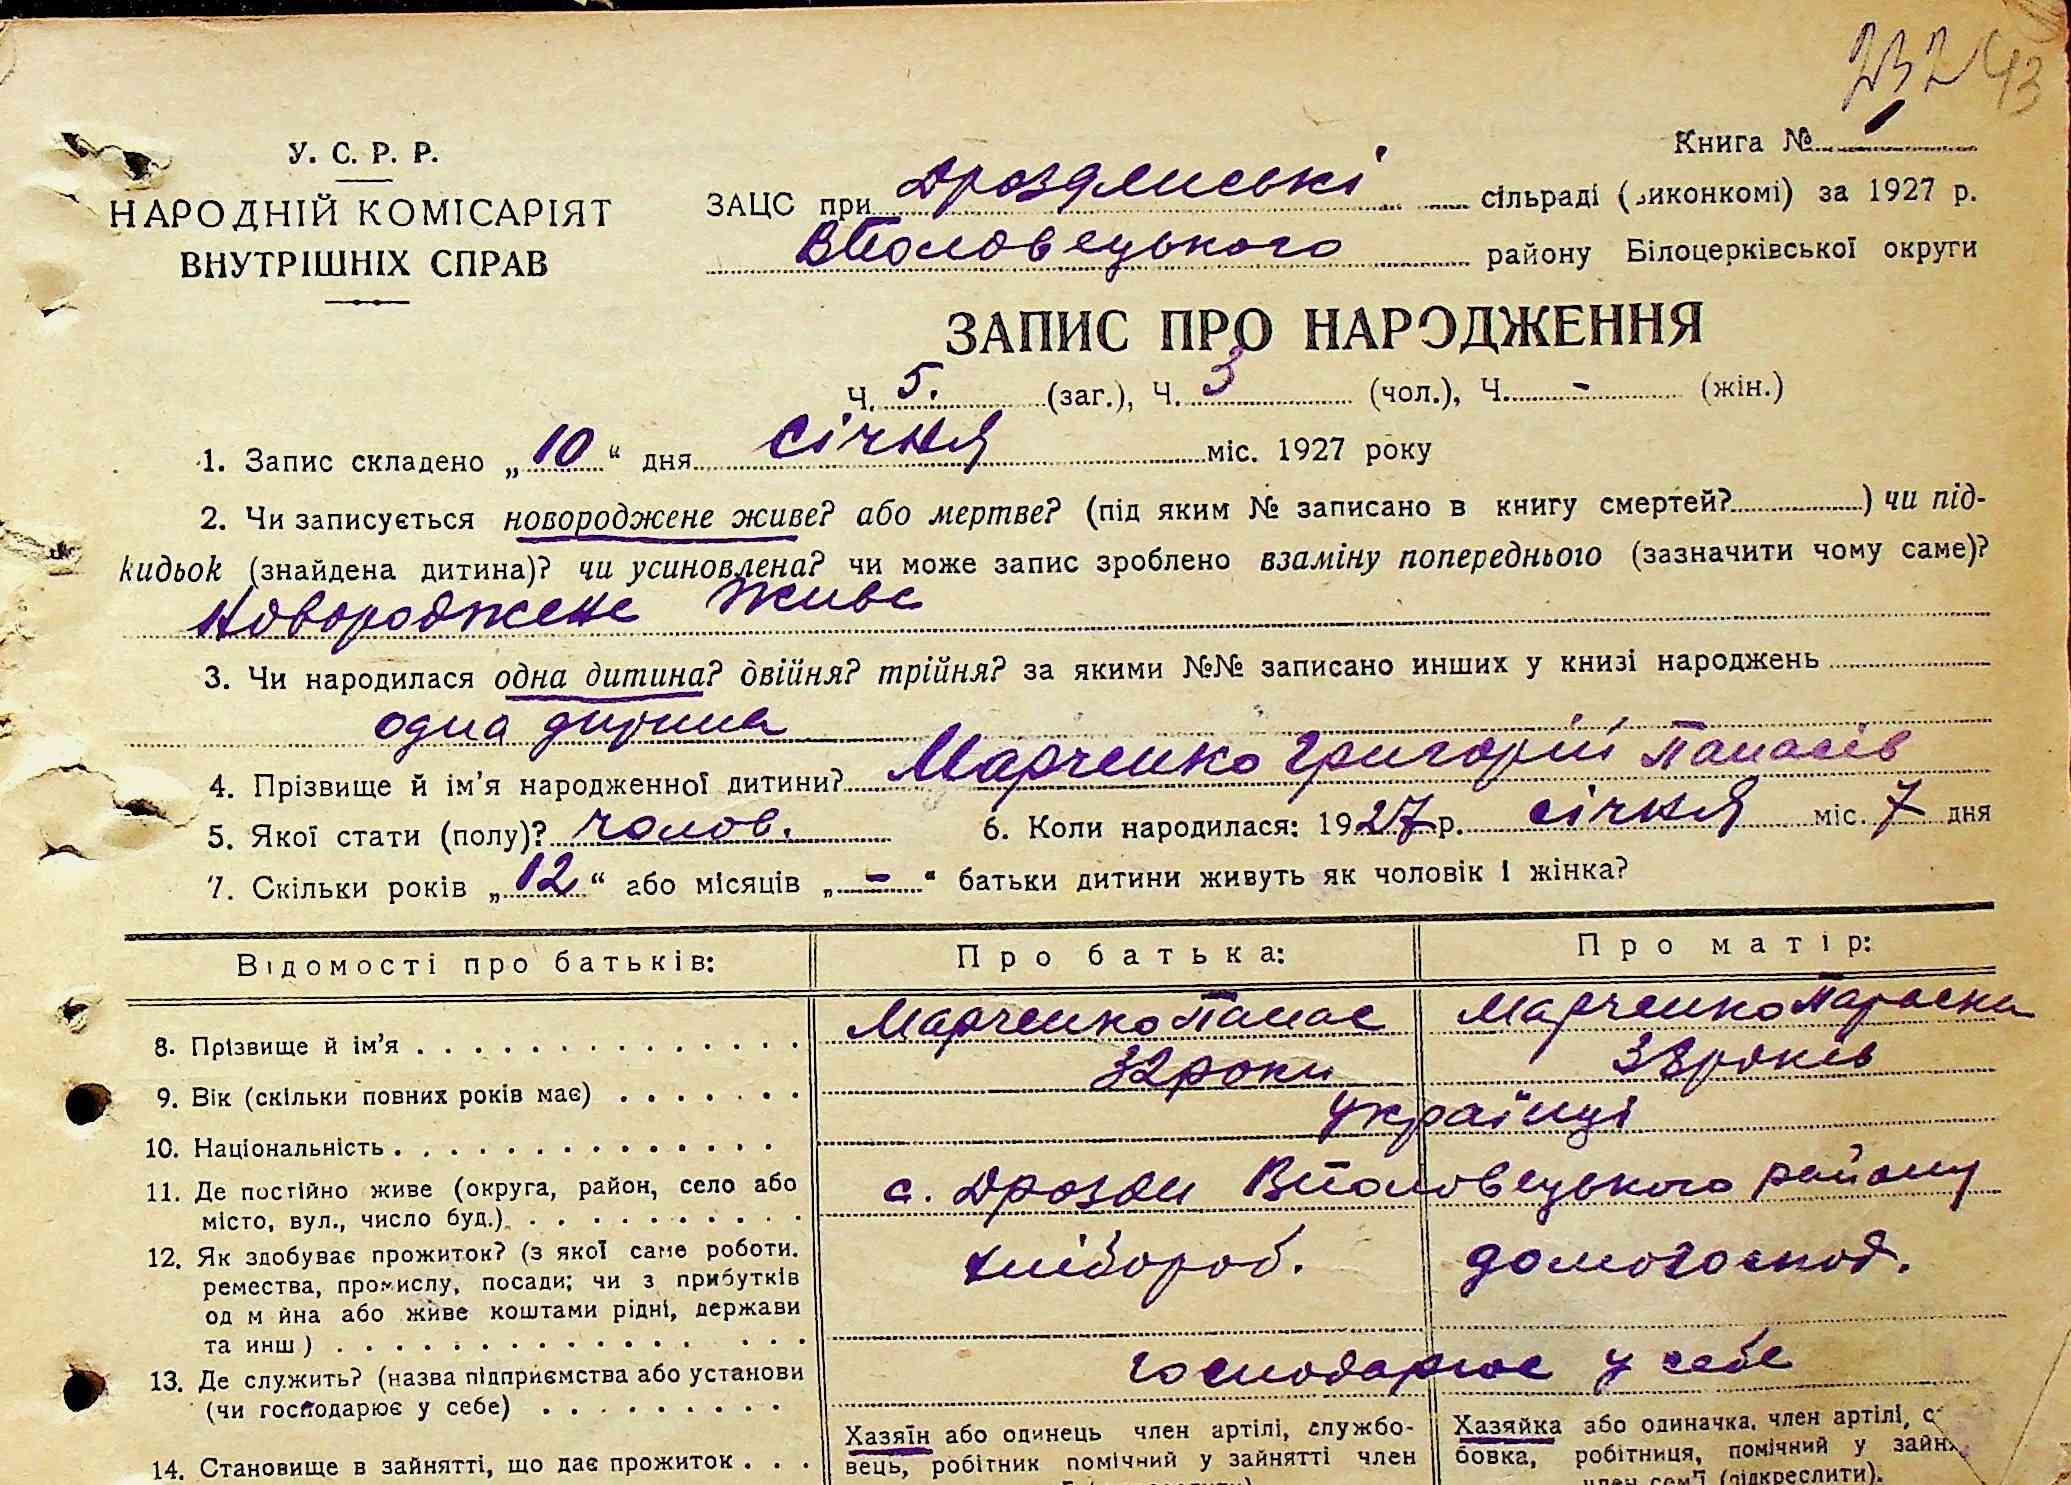 232 43
У. С. Р. Р.
НАРОДНІЙ КОМІСАРІЯТ
ВНУТРІШНІХ СПРАВ
Книга № 1
ЗАЦС при Дроздянські сільраді (виконкомі) за 1927 р.
ВПоловецького району Білоцерківської округи
ЗАПИС ПРО НАРОДЖЕННЯ
Ч. 5. (заг.), Ч. 3 (чол.), Ч. - (жін.)
1. Запис складено „10“ дня січня міс. 1927 року
2. Чи записується новороджене живе? або мертве? (під яким № записано в книгу смертей?) чи під-
кидьок (знайдена дитина)? чи усиновлена? чи може запис зроблено взаміну попереднього (зазначити чому саме)?
Новороджене живе
3. Чи народилася одна дитина? двійня? трійня? за якими №№ записано инших у книзі народжень
одна дитина
4. Прізвище й ім’я народженної дитини? Марченко Григорій Панасів
5. Якої стати (полу)? чолов. 6. Коли народилася: 1927 р. січня міс. 7 дня
7. Скільки років „12“ або місяців „-“ батьки дитини живуть як чоловік і жінка?
Відомості про батьків: Про батька: Про матір:
8. Прізвище й ім’я . . . . . . . . . . . . . . . Марченко Панас Марченко Параска
9. Вік (скільки повних років має) . . . . . . . 32 роки 38 років
10. Національність . . . . . . . . . . . . . . українці
11. Де постійно живе (округа, район, село або
місто, вул., число буд.) . . . . . . . . . . с. Дрозди ВПоловецького району
12. Як здобуває прожиток? (з якої саме роботи.
ремества, промислу, посади; чи з прибутків
од м йна або живе коштами рідні, держави
та инш ) . . . . . . . . . . . . . . . хлібороб. домогоспод.
13. Де служить? (назва підприємства або установи
(чи господарює у себе) . . . . . . . . . господарює у себе
14. Становище в зайнятті, що дає прожиток . . .
Хазяїн або одинець член артілі, службо-
вець, робітник помічний у зайнятті член
Хазяйка або одиначка, член артілі, с
бовка, робітниця, помічний у зайн
член сем’ї (підкреслити).